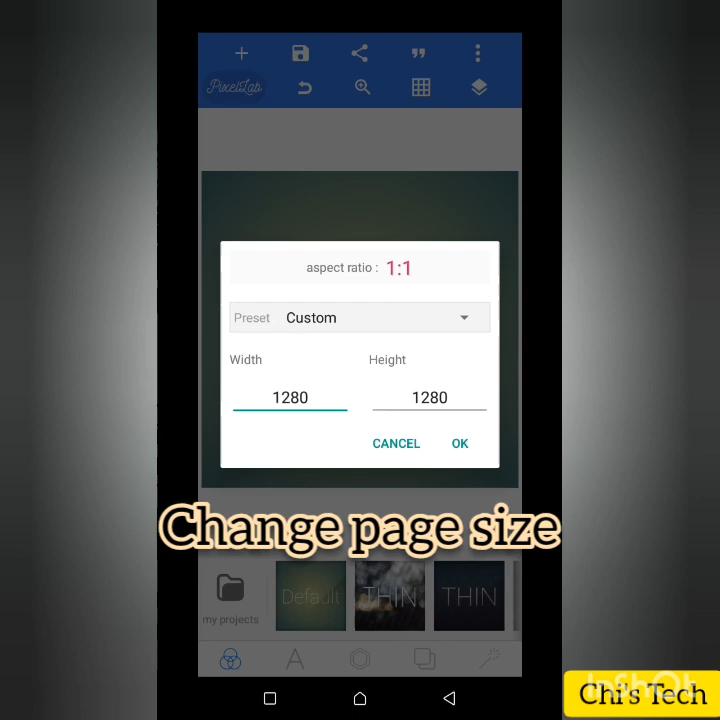 PixelLab
aspect ratio : 1:1
Preset Custom
Width Height
1280 1280
CANCEL OK
Change page size
Default THIN THIN
my projects
InShOt
Chi's Tech